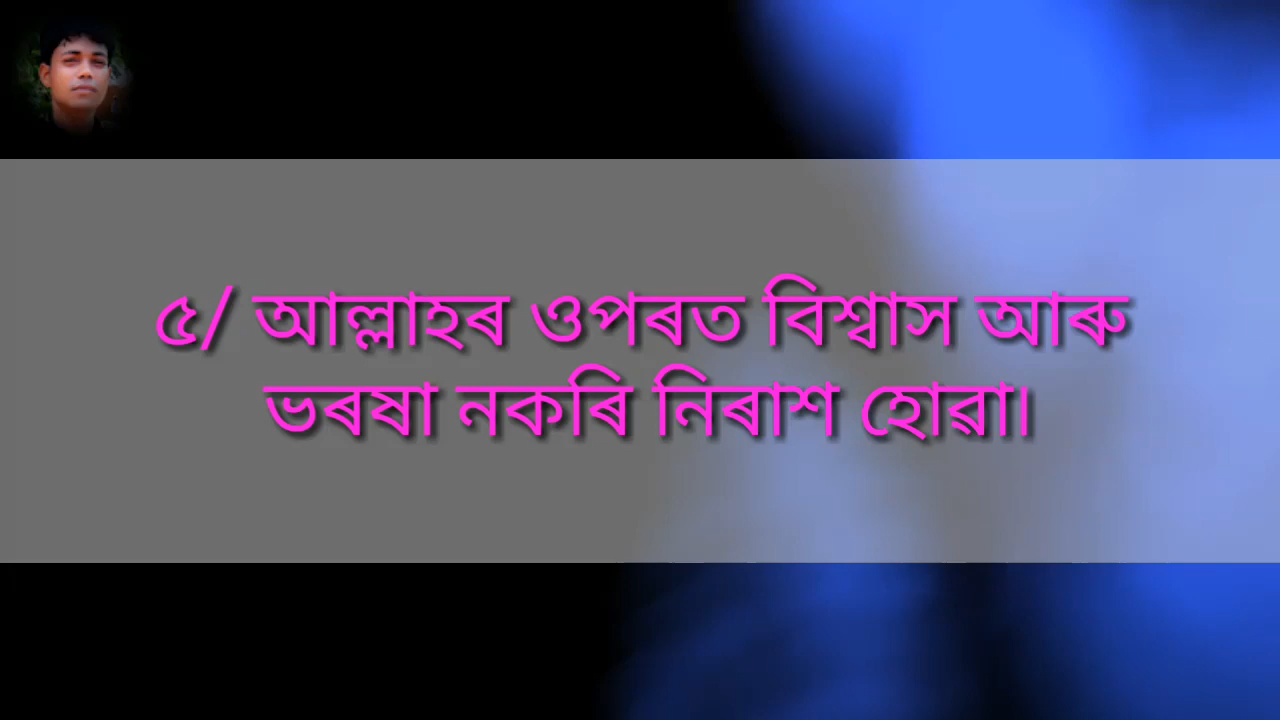 ৫/ আল্লাহৰ ওপৰত বিশ্বাস আৰু
ভৰষা নকৰি নিৰাশ হোৱা।